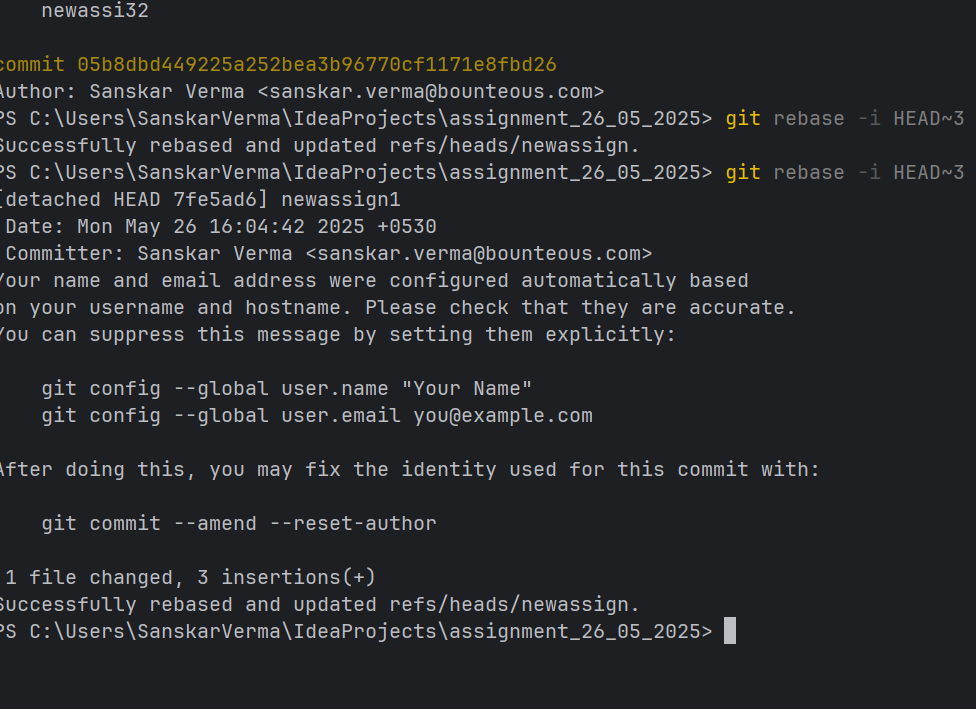 newassi32
commit 05b8dbd449225a252bea3b96770cf1171e8fbd26
Author: Sanskar Verma <sanskar.verma@bounteous.com>
PS C:\Users\SanskarVerma\IdeaProjects\assignment_26_05_2025> git rebase -i HEAD~3
Successfully rebased and updated refs/heads/newassign.
PS C:\Users\SanskarVerma\IdeaProjects\assignment_26_05_2025> git rebase -i HEAD~3
[detached HEAD 7fe5ad6] newassign1
Date: Mon May 26 16:04:42 2025 +0530
Committer: Sanskar Verma <sanskar.verma@bounteous.com>
Your name and email address were configured automatically based
on your username and hostname. Please check that they are accurate.
You can suppress this message by setting them explicitly:
git config --global user.name "Your Name"
git config --global user.email you@example.com
After doing this, you may fix the identity used for this commit with:
git commit --amend --reset-author
1 file changed, 3 insertions(+)
Successfully rebased and updated refs/heads/newassign.
PS C:\Users\SanskarVerma\IdeaProjects\assignment_26_05_2025>